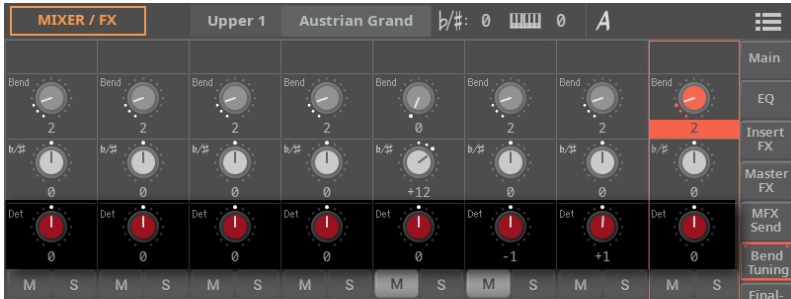 MIXER / FX Upper 1 Austrian Grand ♭/♯: 0 0 A
Main
Bend Bend Bend Bend Bend Bend Bend Bend
EQ
2 2 2 2 0 2 2 2
Insert
FX
♭/♯ ♭/♯ ♭/♯ ♭/♯ ♭/♯ ♭/♯ ♭/♯ ♭/♯
Master
FX
0 0 0 0 +12 0 0 0
Det Det Det Det Det Det Det Det
MFX
Send
0 0 0 0 0 -1 +1 0
Bend
Tuning
M S M S M S M S M S M S M S M S
Final-